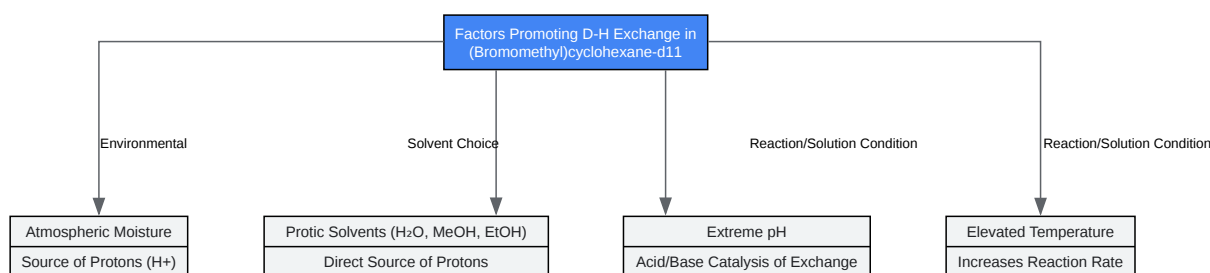 Factors Promoting D-H Exchange in
(Bromomethyl)cyclohexane-d11
Environmental
Solvent Choice
Reaction/Solution Condition
Reaction/Solution Condition
Atmospheric Moisture
Source of Protons (H+)
Protic Solvents (H₂O, MeOH, EtOH)
Direct Source of Protons
Extreme pH
Acid/Base Catalysis of Exchange
Elevated Temperature
Increases Reaction Rate